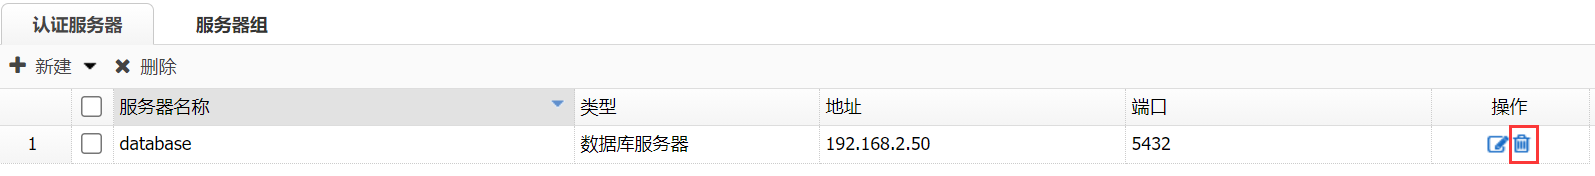 认证服务器 服务器组
新建 删除
服务器名称 类型 地址 端口 操作
1 database 数据库服务器 192.168.2.50 5432